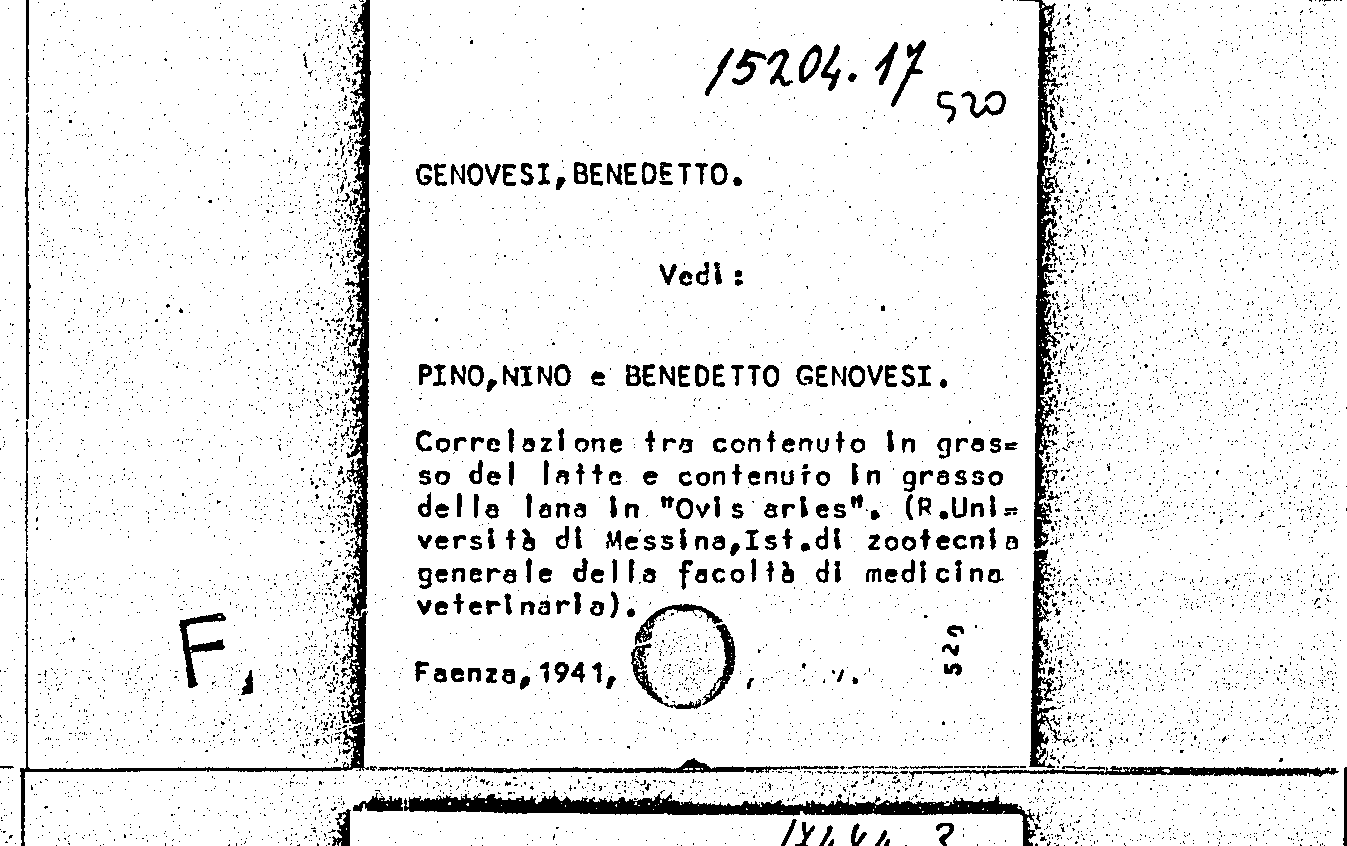 15204.17
520
GENOVESI,BENEDETTO.
Vedi:
PINO,NINO e BENEDETTO GENOVESI.
Correlazione tra contenuto in gras=
so del latte e contenuto in grasso
della lana in "Ovis aries". (R.Uni=
versità di Messina,Ist.di zootecnia
generale della facoltà di medicina
veterinaria).
F.
Faenza,1941,